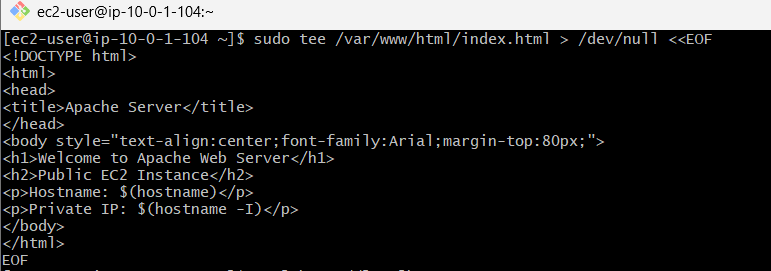 ec2-user@ip-10-0-1-104:~
[ec2-user@ip-10-0-1-104 ~]$ sudo tee /var/www/html/index.html > /dev/null <<EOF
<!DOCTYPE html>
<html>
<head>
<title>Apache Server</title>
</head>
<body style="text-align:center;font-family:Arial;margin-top:80px;">
<h1>Welcome to Apache Web Server</h1>
<h2>Public EC2 Instance</h2>
<p>Hostname: $(hostname)</p>
<p>Private IP: $(hostname -I)</p>
</body>
</html>
EOF